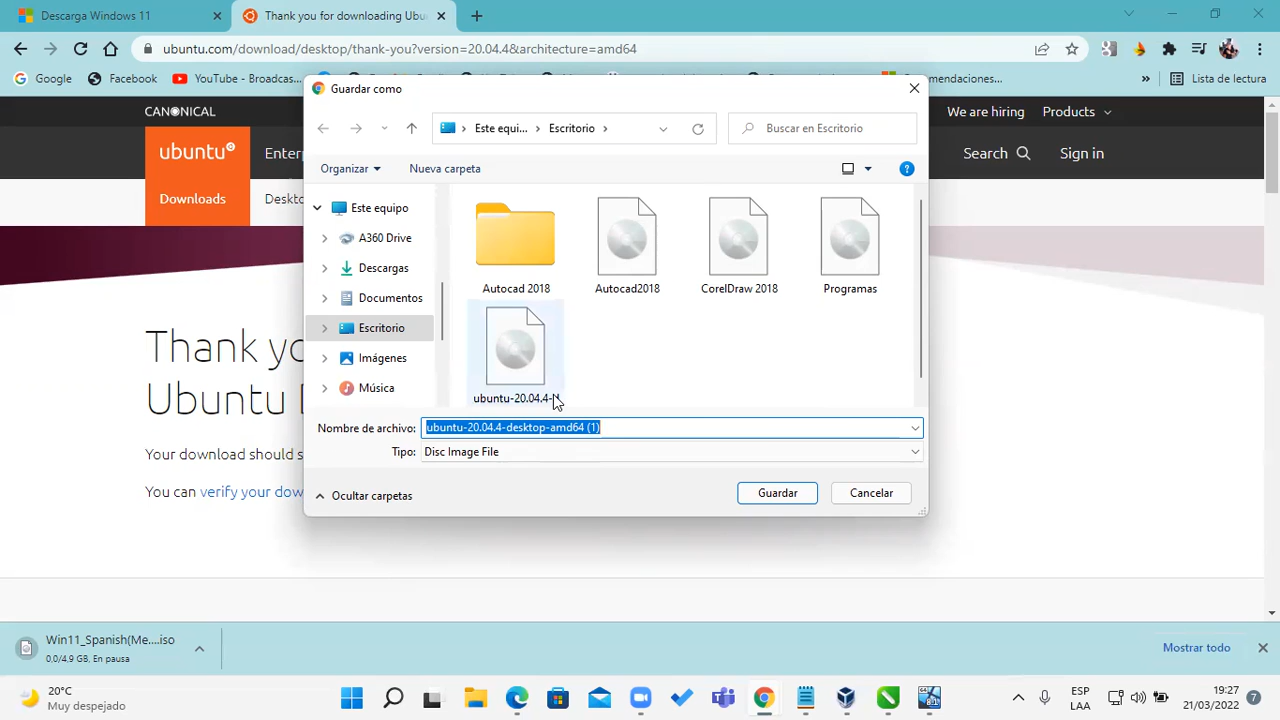 Descarga Windows 11
Thank you for downloading Ubu
ubuntu.com/download/desktop/thank-you?version=20.04.4&architecture=amd64
Google
Facebook
YouTube - Broadcas...
omendaciones...
»
Lista de lectura
Guardar como
CANONICAL
We are hiring
Products
Este equi...
Escritorio
Buscar en Escritorio
ubuntu
Enterp
Search
Sign in
Organizar
Nueva carpeta
Downloads
Deskto
Este equipo
A360 Drive
Descargas
Documentos
Escritorio
Imágenes
Música
Autocad 2018
Autocad2018
CorelDraw 2018
Programas
ubuntu-20.04.4-
Thank yo
Ubuntu D
Nombre de archivo:
ubuntu-20.04.4-desktop-amd64 (1)
Tipo:
Disc Image File
Your download should s
You can verify your dow
Ocultar carpetas
Guardar
Cancelar
Win11_Spanish(Me....iso
0,0/4.9 GB, En pausa
Mostrar todo
20°C
Muy despejado
ESP
LAA
19:27
21/03/2022
7